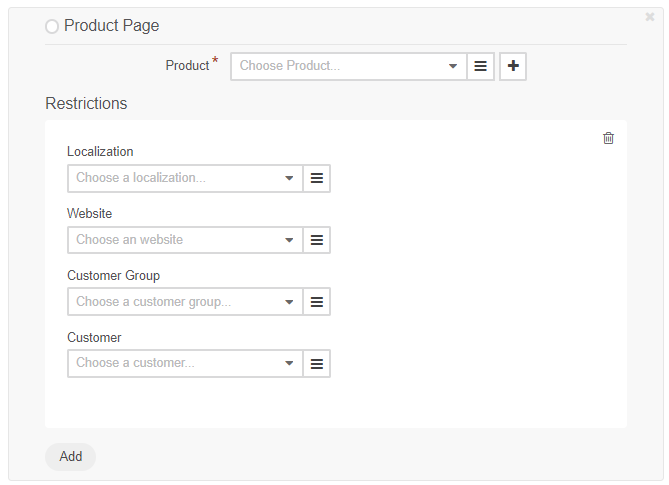 Product Page
Product *
Choose Product...
Restrictions
Localization
Choose a localization...
Website
Choose an website
Customer Group
Choose a customer group...
Customer
Choose a customer...
Add